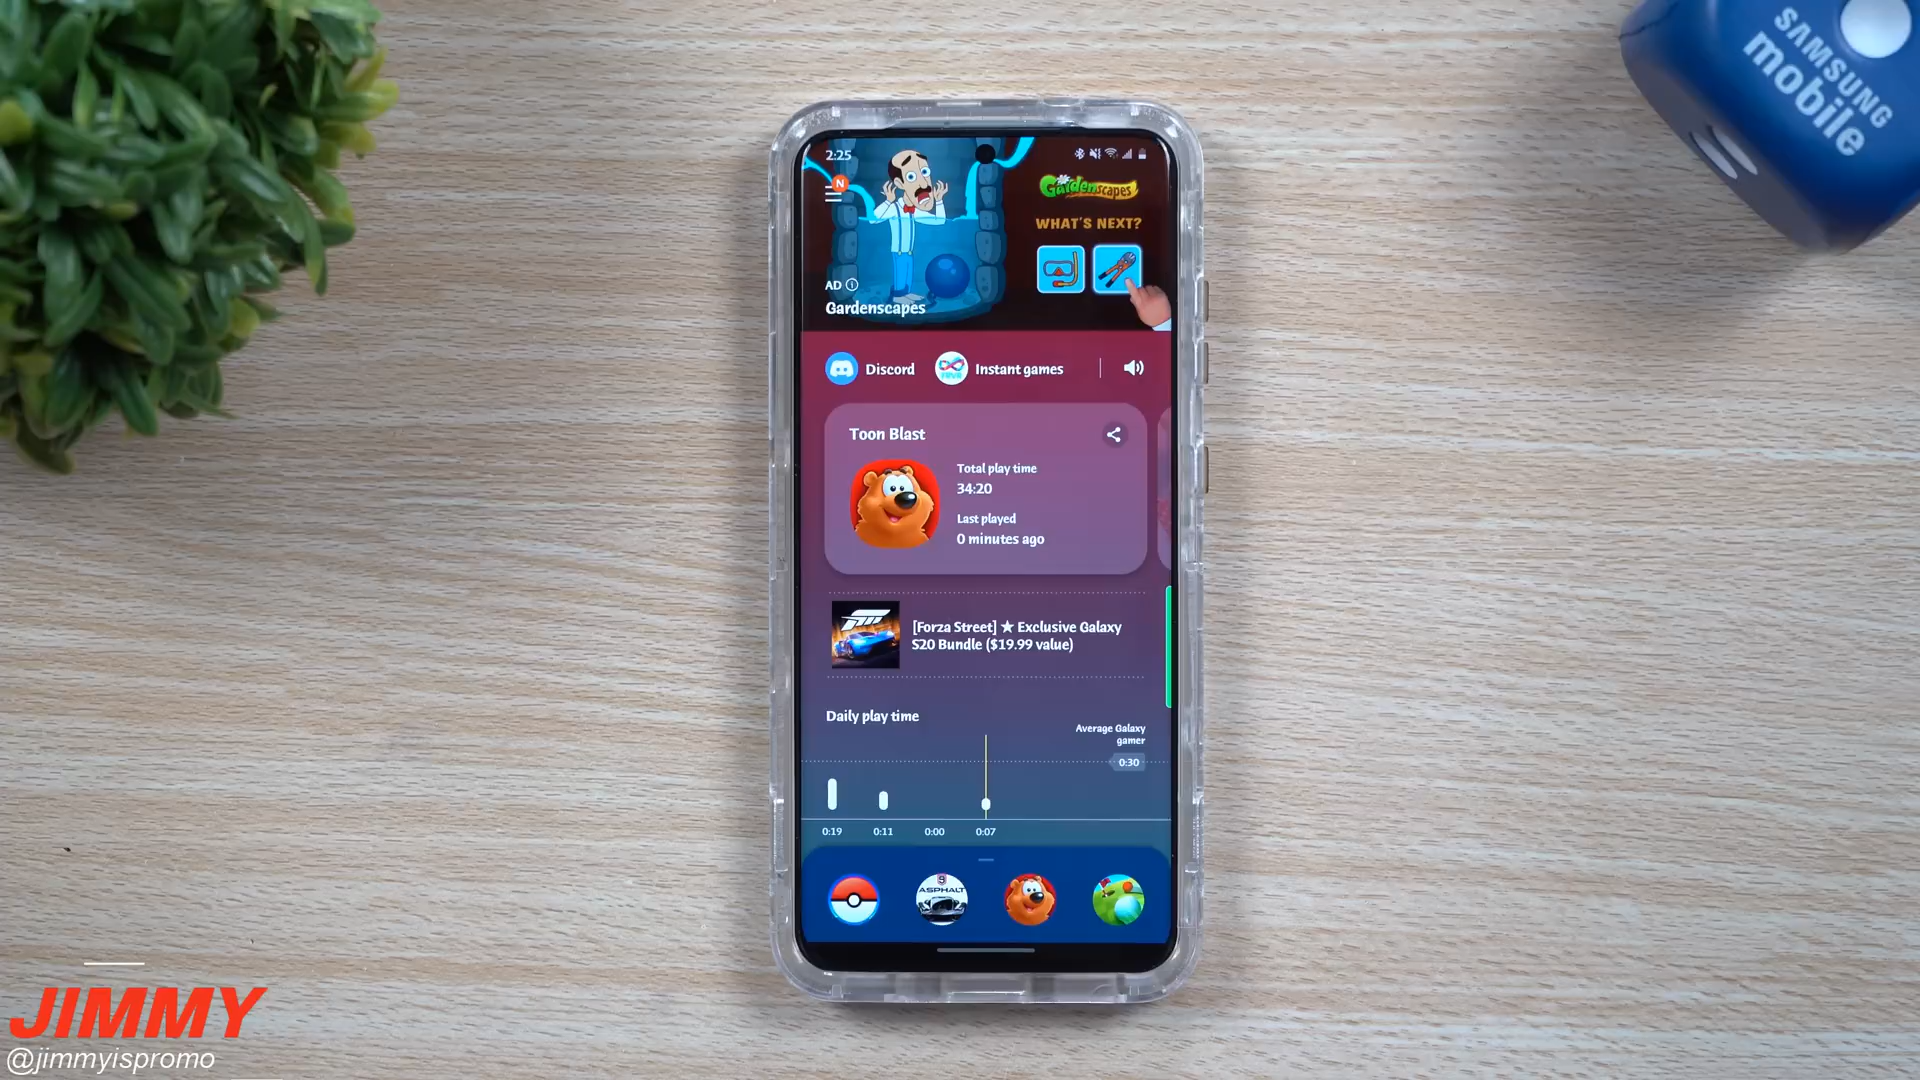 SAMSUNG
mobile
2:25
N
Gardenscapes
WHAT'S NEXT?
AD
Gardenscapes
Discord
Instant games
Toon Blast
Total play time
34:20
Last played
0 minutes ago
[Forza Street] ★ Exclusive Galaxy
S20 Bundle ($19.99 value)
Daily play time
Average Galaxy
gamer
0:30
0:19 0:11 0:00 0:07
9
ASPHALT
JIMMY
@jimmyispromo